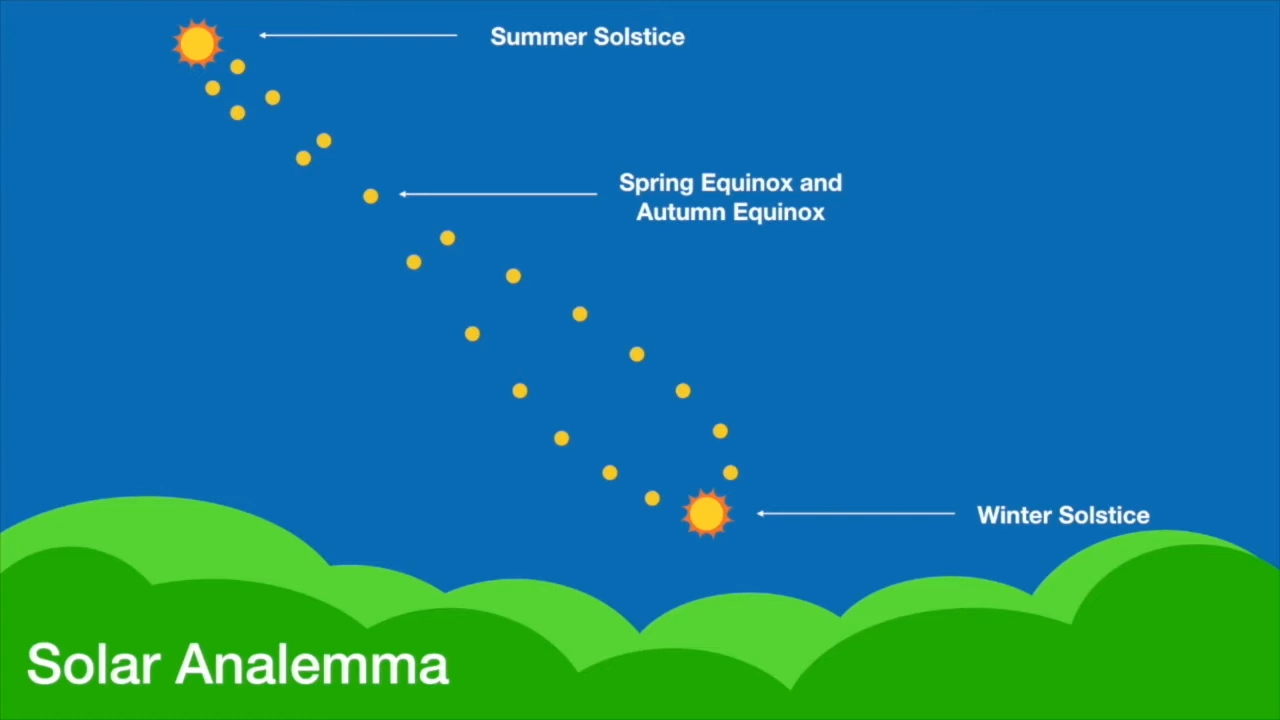 Summer Solstice
Spring Equinox and
Autumn Equinox
Winter Solstice
Solar Analemma